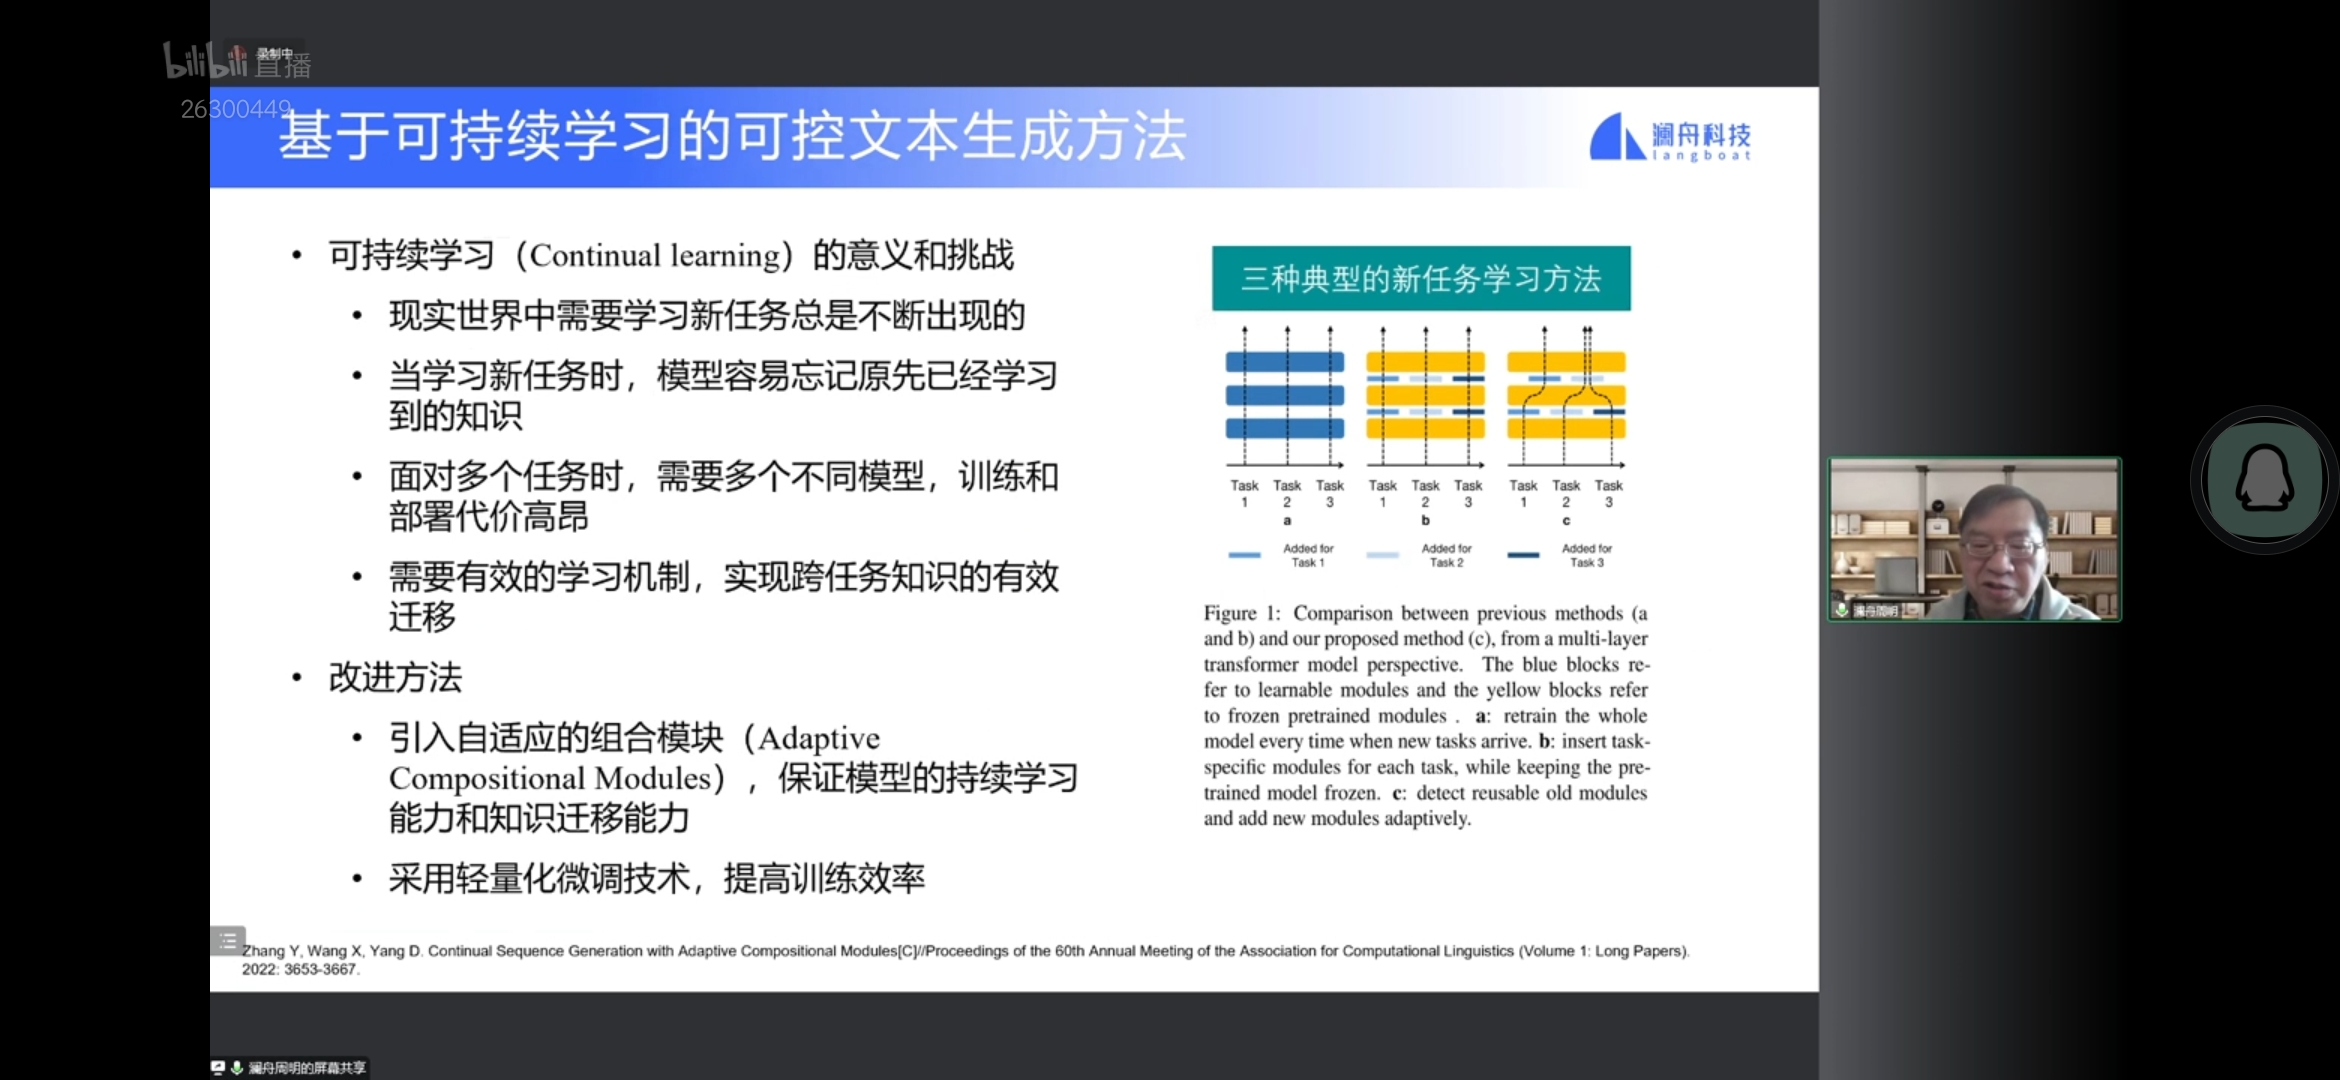 bilibili 直播
录制中
26300449
基于可持续学习的可控文本生成方法
澜舟科技
langboat
• 可持续学习（Continual learning）的意义和挑战
• 现实世界中需要学习新任务总是不断出现的
• 当学习新任务时，模型容易忘记原先已经学习
到的知识
• 面对多个任务时，需要多个不同模型，训练和
部署代价高昂
• 需要有效的学习机制，实现跨任务知识的有效
迁移
• 改进方法
• 引入自适应的组合模块（Adaptive
Compositional Modules），保证模型的持续学习
能力和知识迁移能力
• 采用轻量化微调技术，提高训练效率
三种典型的新任务学习方法
Task Task Task Task Task Task Task Task Task
1 2 3 1 2 3 1 2 3
a b c
Added for Added for Added for
Task 1 Task 2 Task 3
Figure 1: Comparison between previous methods (a
and b) and our proposed method (c), from a multi-layer
transformer model perspective. The blue blocks re-
fer to learnable modules and the yellow blocks refer
to frozen pretrained modules . a: retrain the whole
model every time when new tasks arrive. b: insert task-
specific modules for each task, while keeping the pre-
trained model frozen. c: detect reusable old modules
and add new modules adaptively.
Zhang Y, Wang X, Yang D. Continual Sequence Generation with Adaptive Compositional Modules[C]//Proceedings of the 60th Annual Meeting of the Association for Computational Linguistics (Volume 1: Long Papers).
2022: 3653-3667.
澜舟周明
澜舟周明的屏幕共享